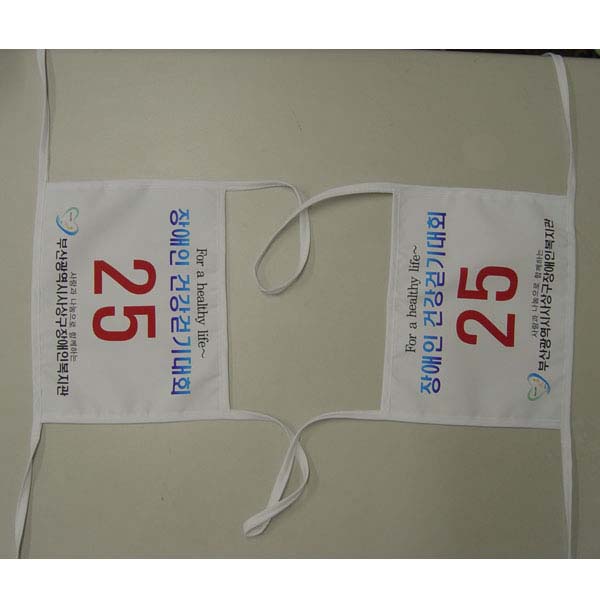 For a healthy life~
장애인 건강걷기대회
25
사랑과 나눔으로 함께하는
부산광역시사상구장애인복지관
For a healthy life~
장애인 건강걷기대회
25
사랑과 나눔으로 함께하는
부산광역시사상구장애인복지관